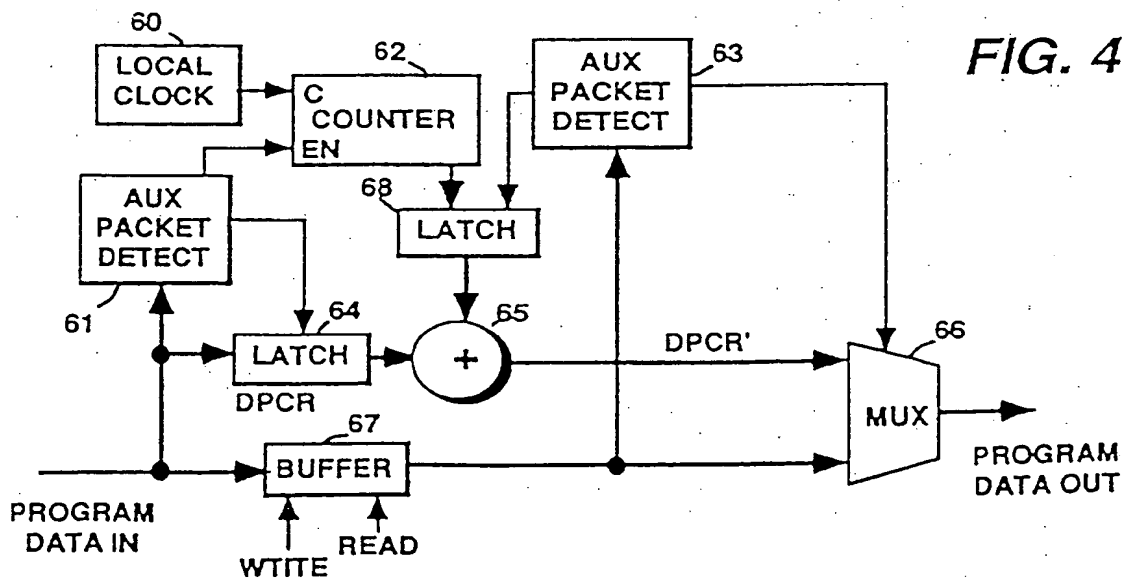 FIG. 4
60
LOCAL
CLOCK
62
C
COUNTER
EN
63
AUX
PACKET
DETECT
AUX
PACKET
DETECT
61
68
LATCH
64
LATCH
DPCR
65
+
DPCR'
66
MUX
67
BUFFER
PROGRAM
DATA IN
WTITE
READ
PROGRAM
DATA OUT